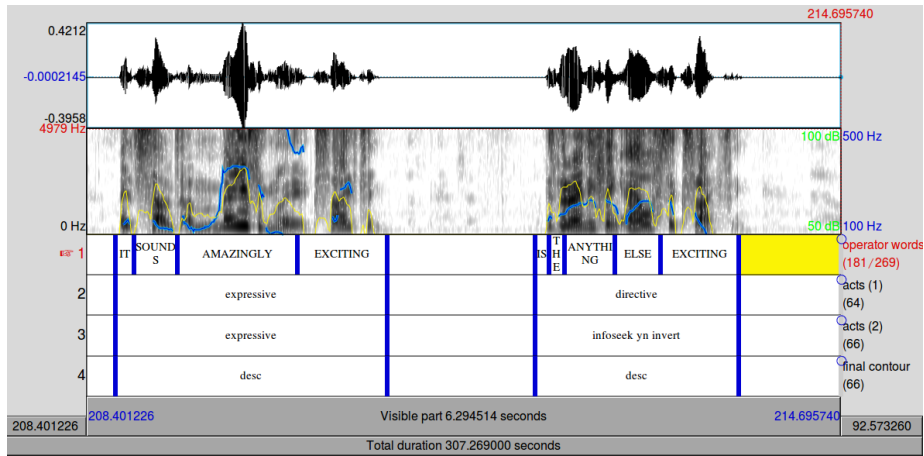 214.695740
0.4212
-0.0002145
-0.3958
4979 Hz
100 dB
500 Hz
0 Hz
50 dB
100 Hz
1
IT
SOUND
S
AMAZINGLY
EXCITING
IS
T
H
E
ANYTHI
NG
ELSE
EXCITING
operator words
(181/269)
2
expressive
directive
acts (1)
(64)
3
expressive
infoseek yn invert
acts (2)
(66)
4
desc
desc
final contour
(66)
208.401226
Visible part 6.294514 seconds
214.695740
208.401226
92.573260
Total duration 307.269000 seconds